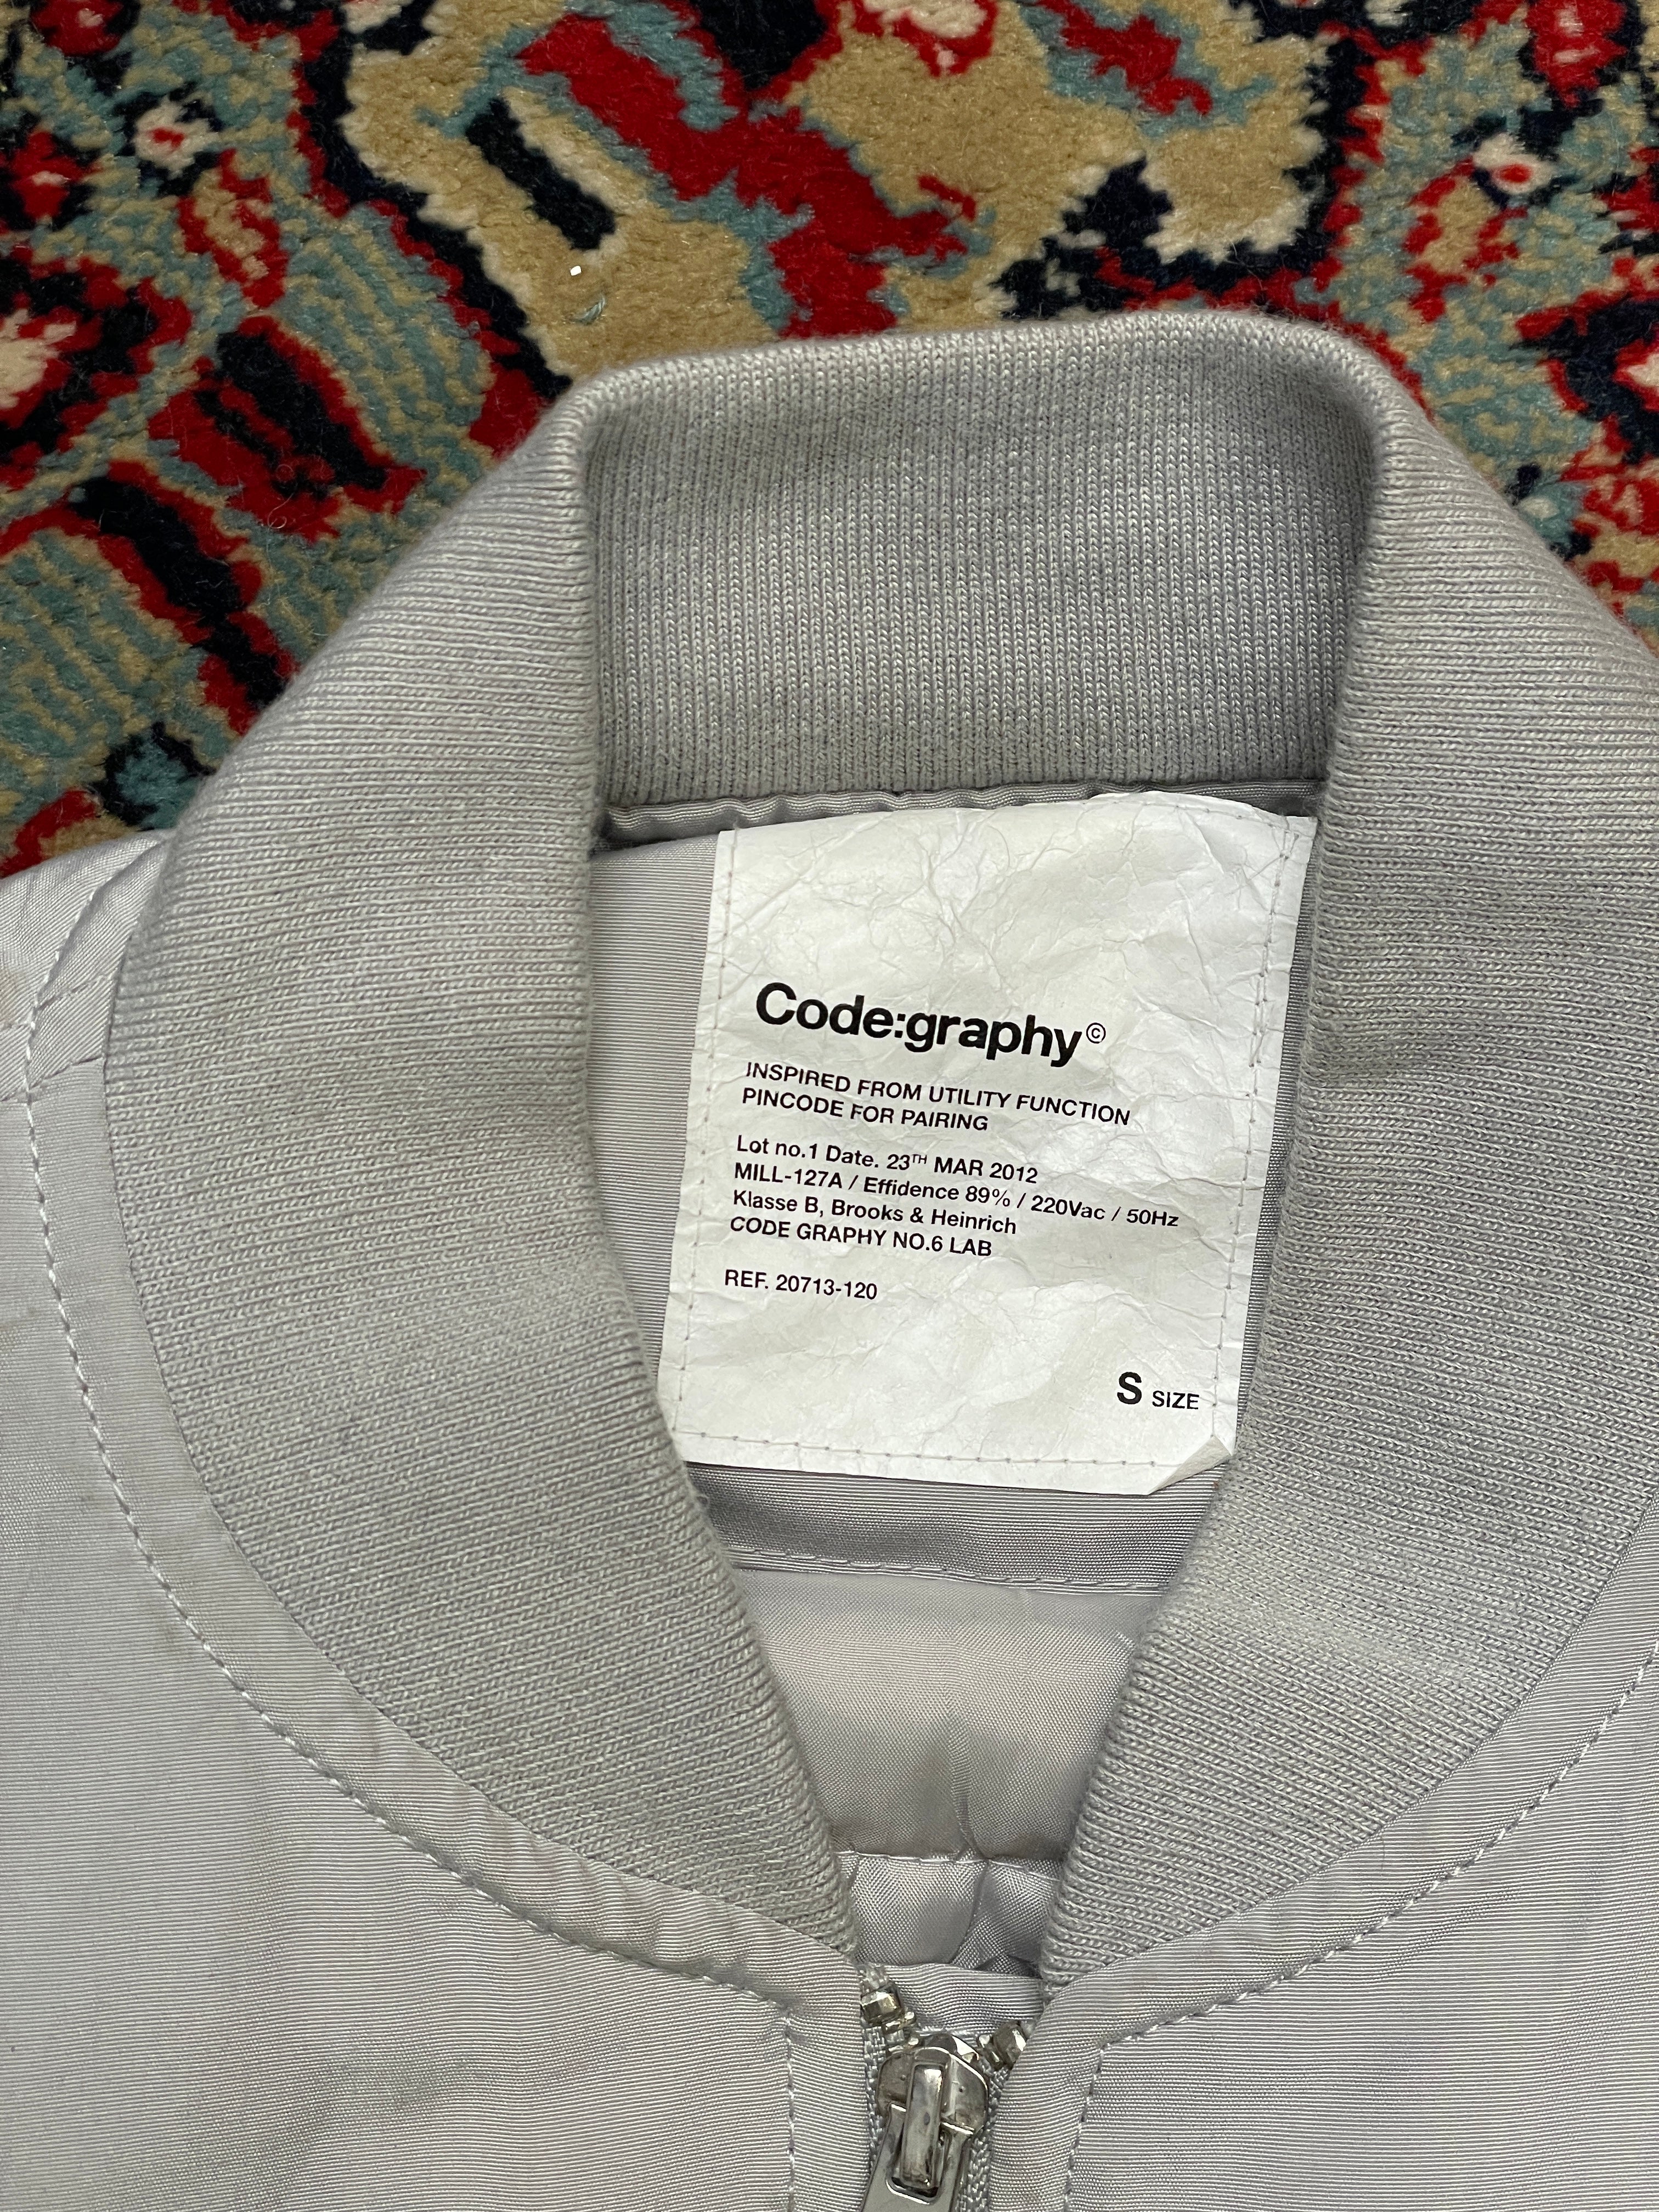 Code:graphy©
INSPIRED FROM UTILITY FUNCTION
PINCODE FOR PAIRING
Lot no.1 Date. 23TH MAR 2012
MILL-127A / Effidence 89% / 220Vac / 50Hz
Klasse B, Brooks & Heinrich
CODE GRAPHY NO.6 LAB
REF. 20713-120
S SIZE